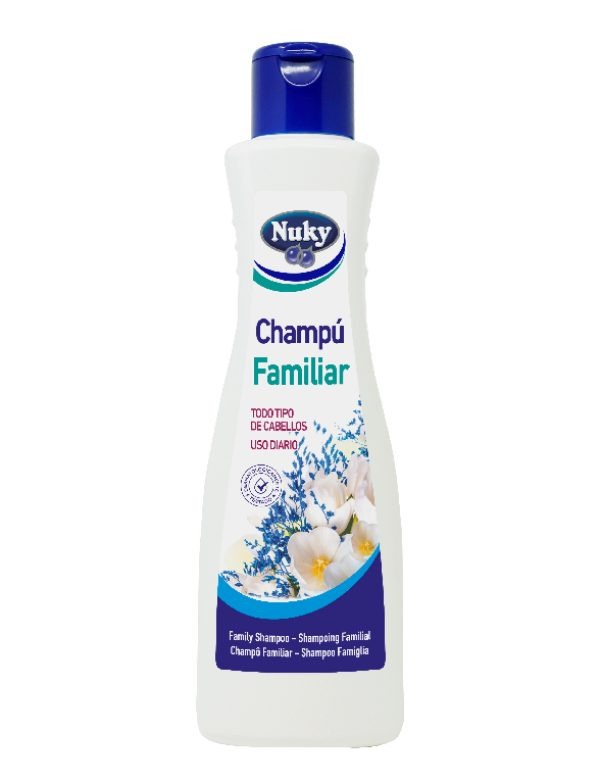 Nuky
Champú
Familiar
TODO TIPO
DE CABELLOS
USO DIARIO
Family Shampoo – Shampoing Familial
Champô Familiar – Shampoo Famiglia